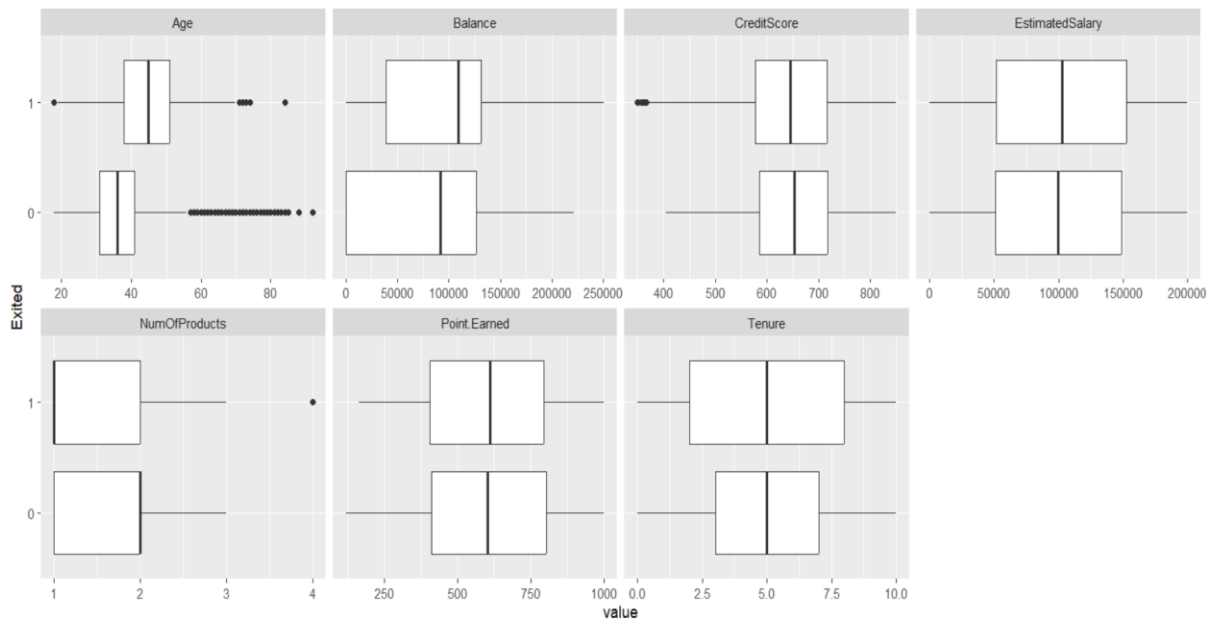 Age
Balance
CreditScore
EstimatedSalary
1
0
20 40 60 80
0 50000 100000 150000 200000 250000
400 500 600 700 800
0 50000 100000 150000 200000
Exited
NumOfProducts
Point.Earned
Tenure
1
0
1 2 3 4
250 500 750 1000
0.0 2.5 5.0 7.5 10.0
value